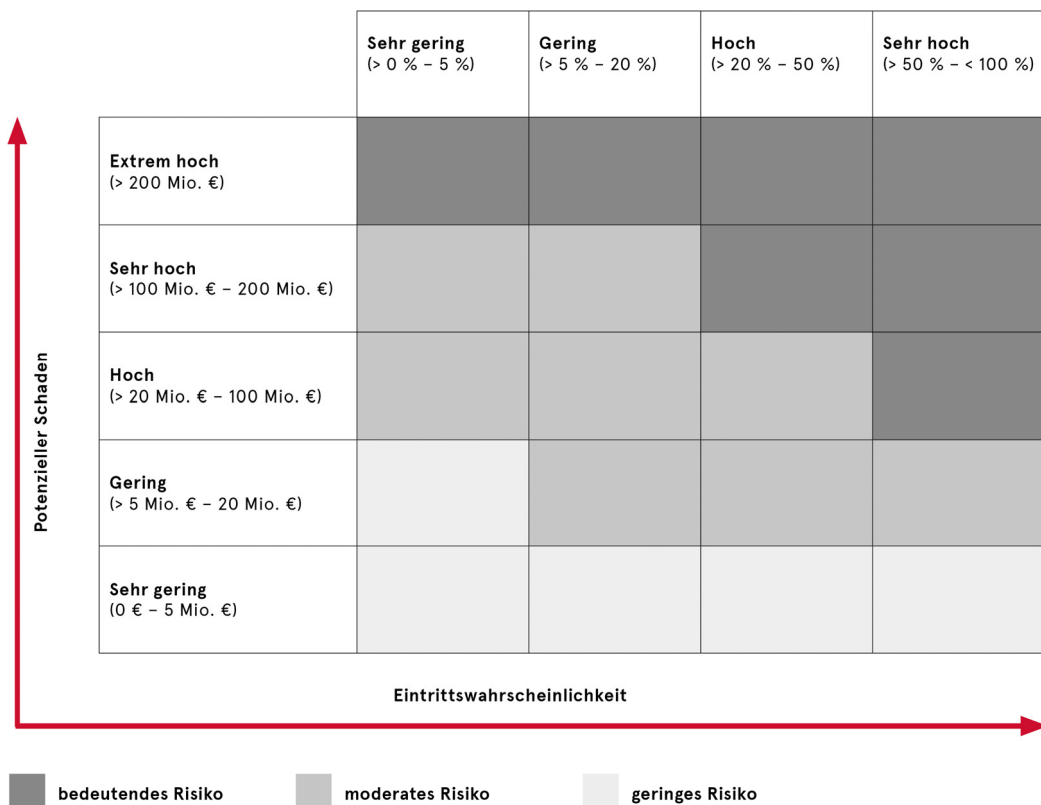 Sehr gering
(> 0 % – 5 %)
Gering
(> 5 % – 20 %)
Hoch
(> 20 % – 50 %)
Sehr hoch
(> 50 % – < 100 %)
Extrem hoch
(> 200 Mio. €)
Sehr hoch
(> 100 Mio. € – 200 Mio. €)
Hoch
(> 20 Mio. € – 100 Mio. €)
Gering
(> 5 Mio. € – 20 Mio. €)
Sehr gering
(0 € – 5 Mio. €)
Potenzieller Schaden
Eintrittswahrscheinlichkeit
bedeutendes Risiko
moderates Risiko
geringes Risiko